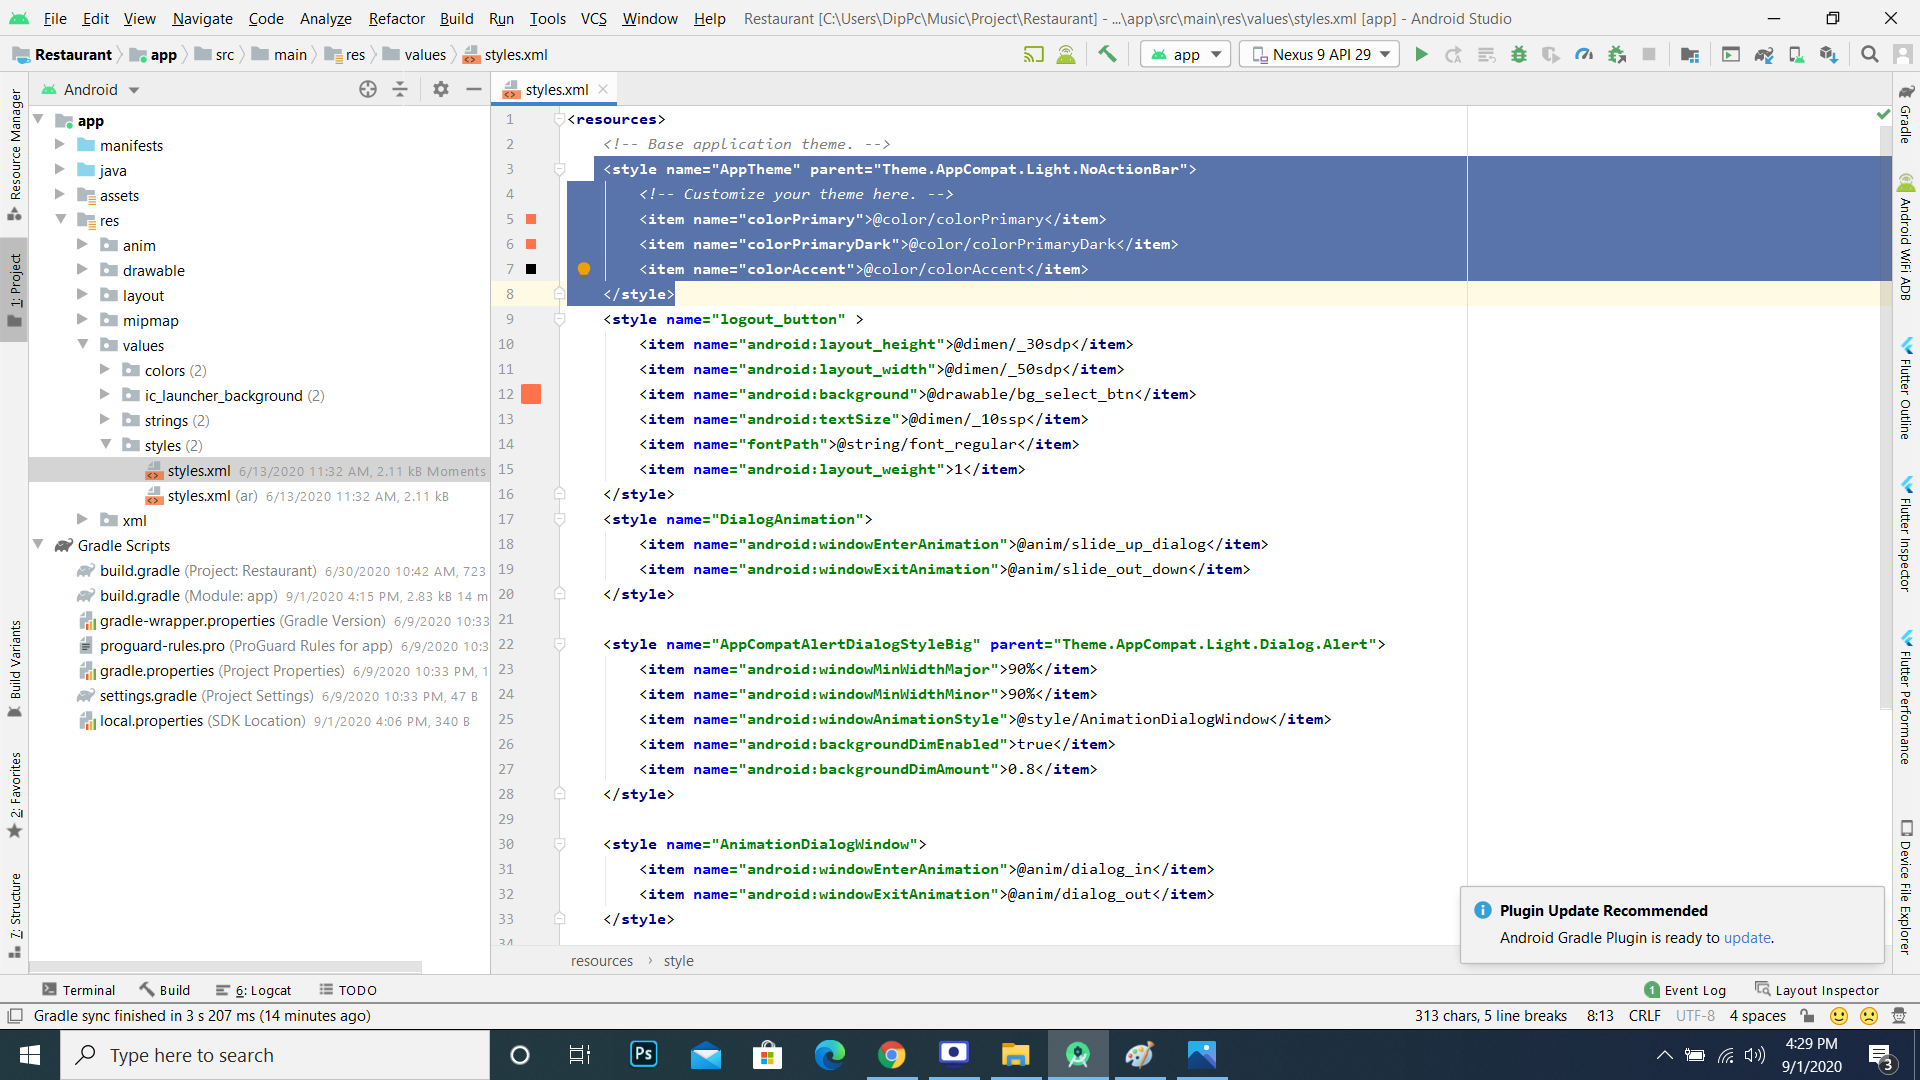 File Edit View Navigate Code Analyze Refactor Build Run Tools VCS Window Help Restaurant [C:\Users\DipPc\Music\Project\Restaurant] - ...\app\src\main\res\values\styles.xml [app] - Android Studio
Restaurant app src main res values styles.xml app Nexus 9 API 29
Android styles.xml
Resource Manager
1: Project
Build Variants
2: Favorites
7: Structure
app
manifests
java
assets
res
anim
drawable
layout
mipmap
values
colors (2)
ic_launcher_background (2)
strings (2)
styles (2)
styles.xml 6/13/2020 11:32 AM, 2.11 kB Moments
styles.xml (ar) 6/13/2020 11:32 AM, 2.11 kB
xml
Gradle Scripts
build.gradle (Project: Restaurant) 6/30/2020 10:42 AM, 723
build.gradle (Module: app) 9/1/2020 4:15 PM, 2.83 kB 14 m
gradle-wrapper.properties (Gradle Version) 6/9/2020 10:33
proguard-rules.pro (ProGuard Rules for app) 6/9/2020 10:3
gradle.properties (Project Properties) 6/9/2020 10:33 PM, 1
settings.gradle (Project Settings) 6/9/2020 10:33 PM, 47 B
local.properties (SDK Location) 9/1/2020 4:06 PM, 340 B
1 <resources>
2 <!-- Base application theme. -->
3 <style name="AppTheme" parent="Theme.AppCompat.Light.NoActionBar">
4 <!-- Customize your theme here. -->
5 <item name="colorPrimary">@color/colorPrimary</item>
6 <item name="colorPrimaryDark">@color/colorPrimaryDark</item>
7 <item name="colorAccent">@color/colorAccent</item>
8 </style>
9 <style name="logout_button" >
10 <item name="android:layout_height">@dimen/_30sdp</item>
11 <item name="android:layout_width">@dimen/_50sdp</item>
12 <item name="android:background">@drawable/bg_select_btn</item>
13 <item name="android:textSize">@dimen/_10ssp</item>
14 <item name="fontPath">@string/font_regular</item>
15 <item name="android:layout_weight">1</item>
16 </style>
17 <style name="DialogAnimation">
18 <item name="android:windowEnterAnimation">@anim/slide_up_dialog</item>
19 <item name="android:windowExitAnimation">@anim/slide_out_down</item>
20 </style>
21
22 <style name="AppCompatAlertDialogStyleBig" parent="Theme.AppCompat.Light.Dialog.Alert">
23 <item name="android:windowMinWidthMajor">90%</item>
24 <item name="android:windowMinWidthMinor">90%</item>
25 <item name="android:windowAnimationStyle">@style/AnimationDialogWindow</item>
26 <item name="android:backgroundDimEnabled">true</item>
27 <item name="android:backgroundDimAmount">0.8</item>
28 </style>
29
30 <style name="AnimationDialogWindow">
31 <item name="android:windowEnterAnimation">@anim/dialog_in</item>
32 <item name="android:windowExitAnimation">@anim/dialog_out</item>
33 </style>
34
resources › style
Gradle
Android WiFi ADB
Flutter Outline
Flutter Inspector
Flutter Performance
Device File Explorer
Plugin Update Recommended
Android Gradle Plugin is ready to update.
Terminal Build 6: Logcat TODO 1 Event Log Layout Inspector
Gradle sync finished in 3 s 207 ms (14 minutes ago) 313 chars, 5 line breaks 8:13 CRLF UTF-8 4 spaces
Type here to search Ps 4:29 PM
9/1/2020 3